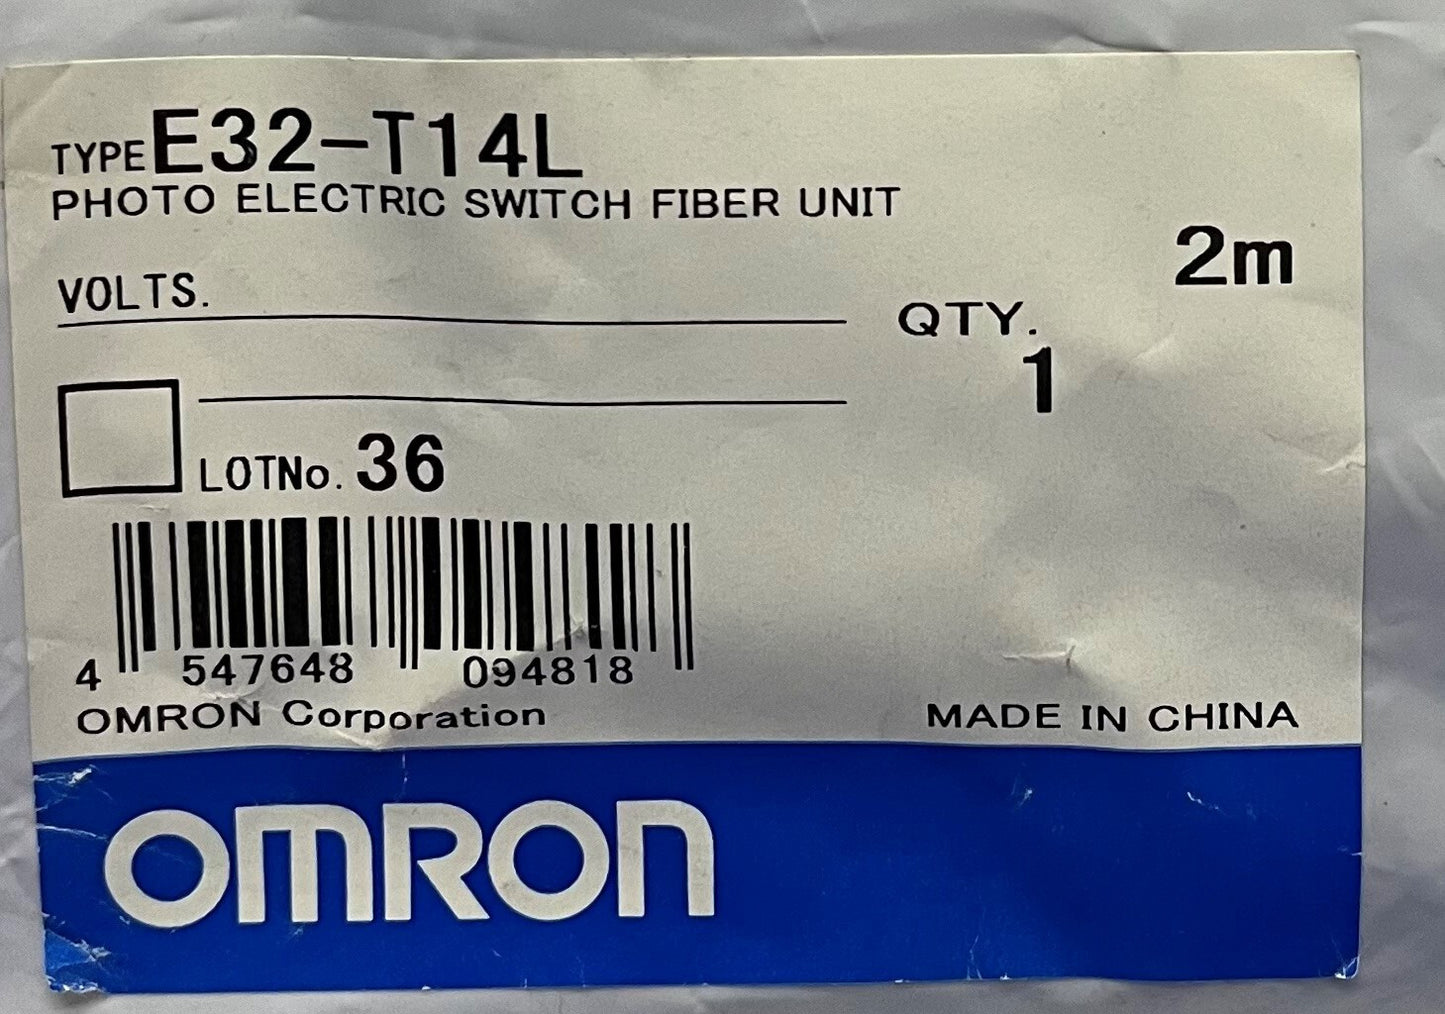 TYPE E32-T14L
PHOTO ELECTRIC SWITCH FIBER UNIT
2m
VOLTS.
QTY.
1
LOTNo. 36
4 547648 094818
OMRON Corporation
MADE IN CHINA
OMRON